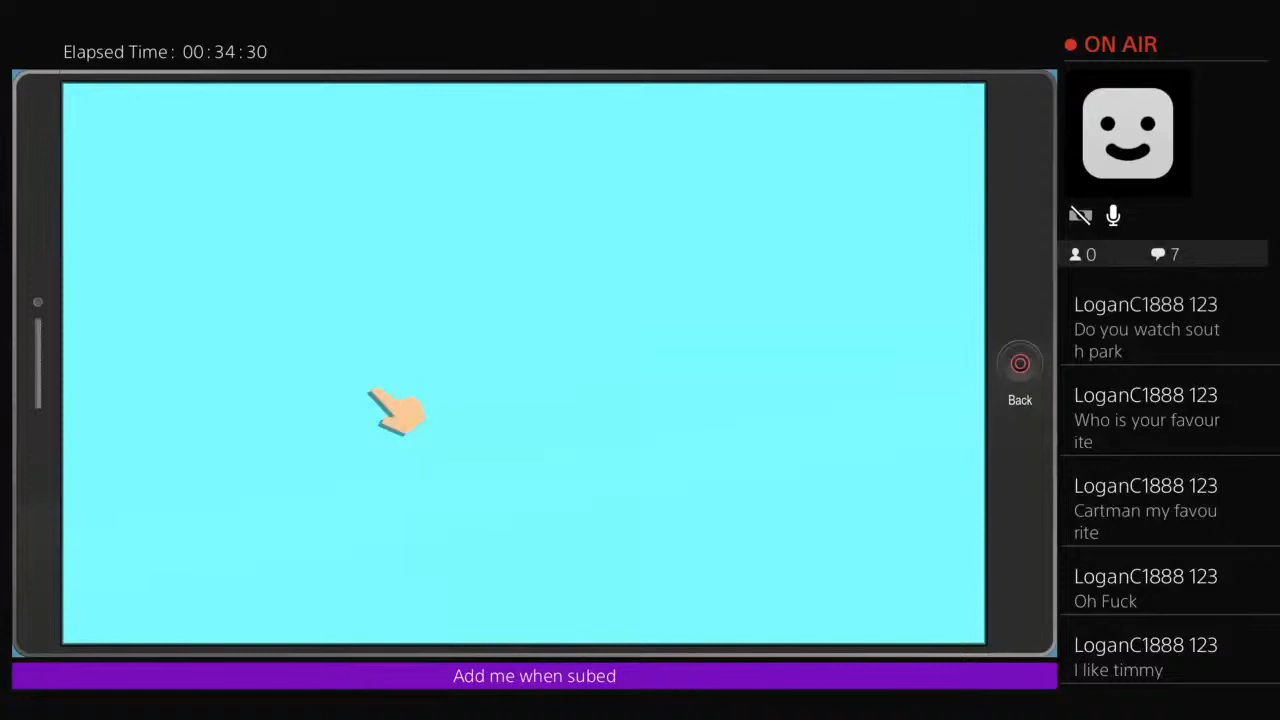 Elapsed Time: 00:34:30
ON AIR
0
7
LoganC1888 123
Do you watch sout
h park
LoganC1888 123
Who is your favour
ite
LoganC1888 123
Cartman my favou
rite
LoganC1888 123
Oh Fuck
LoganC1888 123
I like timmy
Back
Add me when subed